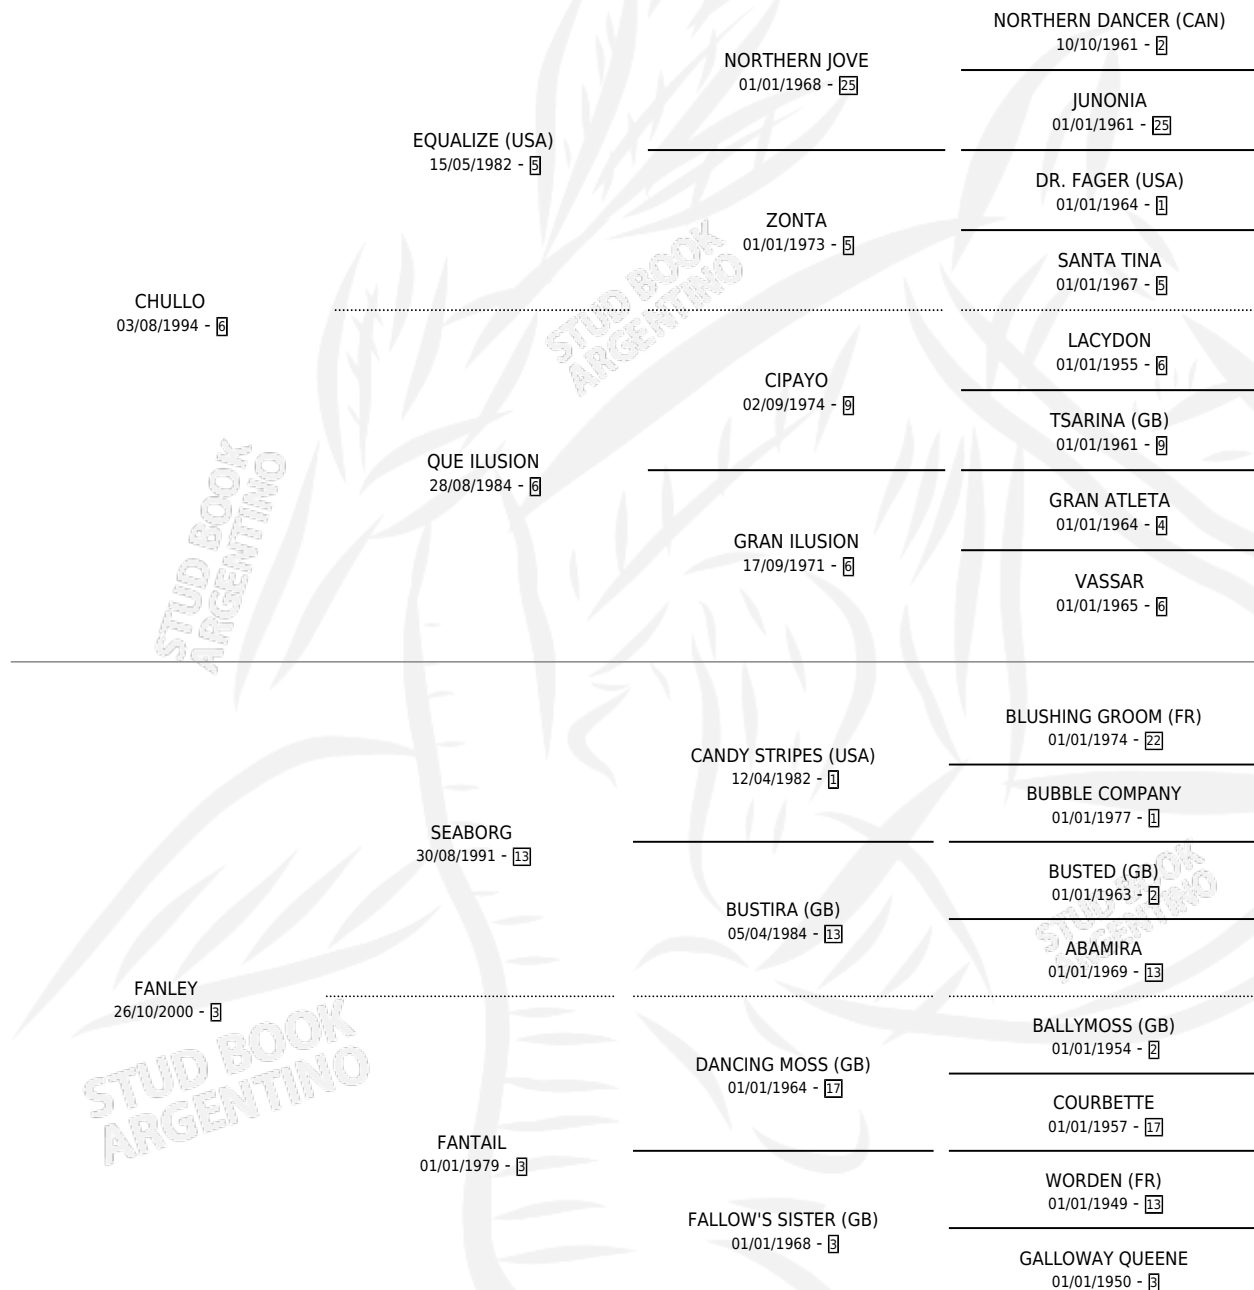 NORTHERN DANCER (CAN)
10/10/1961 - 2
NORTHERN JOVE
01/01/1968 - 25
JUNONIA
01/01/1961 - 25
EQUALIZE (USA)
15/05/1982 - 5
DR. FAGER (USA)
01/01/1964 - 1
ZONTA
01/01/1973 - 5
SANTA TINA
01/01/1967 - 5
STUD BOOK
ARGENTINO
CHULLO
03/08/1994 - 6
LACYDON
01/01/1955 - 6
CIPAYO
02/09/1974 - 9
TSARINA (GB)
01/01/1961 - 9
QUE ILUSION
28/08/1984 - 6
GRAN ATLETA
01/01/1964 - 4
GRAN ILUSION
17/09/1971 - 6
VASSAR
01/01/1965 - 6
STUD BOOK
ARGENTINO
BLUSHING GROOM (FR)
01/01/1974 - 22
CANDY STRIPES (USA)
12/04/1982 - 1
BUBBLE COMPANY
01/01/1977 - 1
SEABORG
30/08/1991 - 13
BUSTED (GB)
01/01/1963 - 2
BUSTIRA (GB)
05/04/1984 - 13
ABAMIRA
01/01/1969 - 13
STUD BOOK
ARGENTINO
FANLEY
26/10/2000 - 3
BALLYMOSS (GB)
01/01/1954 - 2
DANCING MOSS (GB)
01/01/1964 - 17
COURBETTE
01/01/1957 - 17
STUD BOOK
ARGENTINO
FANTAIL
01/01/1979 - 3
WORDEN (FR)
01/01/1949 - 13
FALLOW'S SISTER (GB)
01/01/1968 - 3
GALLOWAY QUEENE
01/01/1950 - 3